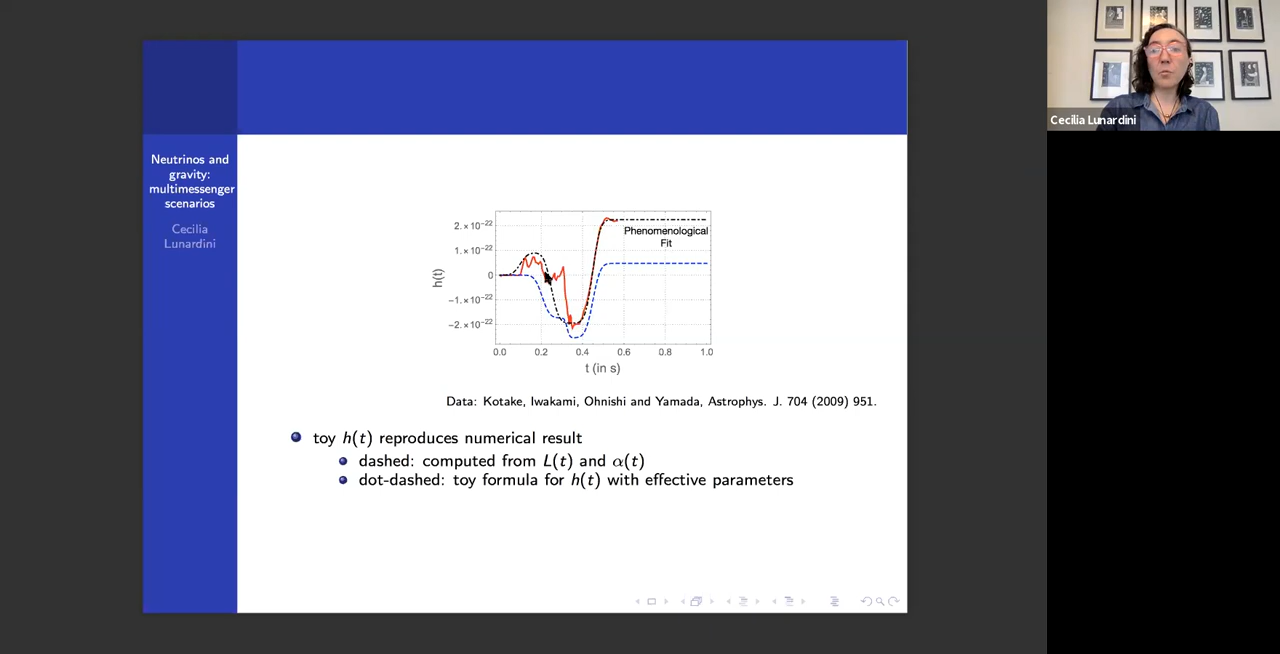 Neutrinos and
gravity:
multimessenger
scenarios
Cecilia
Lunardini
2.×10⁻²²
1.×10⁻²²
0
−1.×10⁻²²
−2.×10⁻²²
h(t)
Phenomenological
Fit
0.0 0.2 0.4 0.6 0.8 1.0
t (in s)
Data: Kotake, Iwakami, Ohnishi and Yamada, Astrophys. J. 704 (2009) 951.
toy h(t) reproduces numerical result
dashed: computed from L(t) and α(t)
dot-dashed: toy formula for h(t) with effective parameters
Cecilia Lunardini